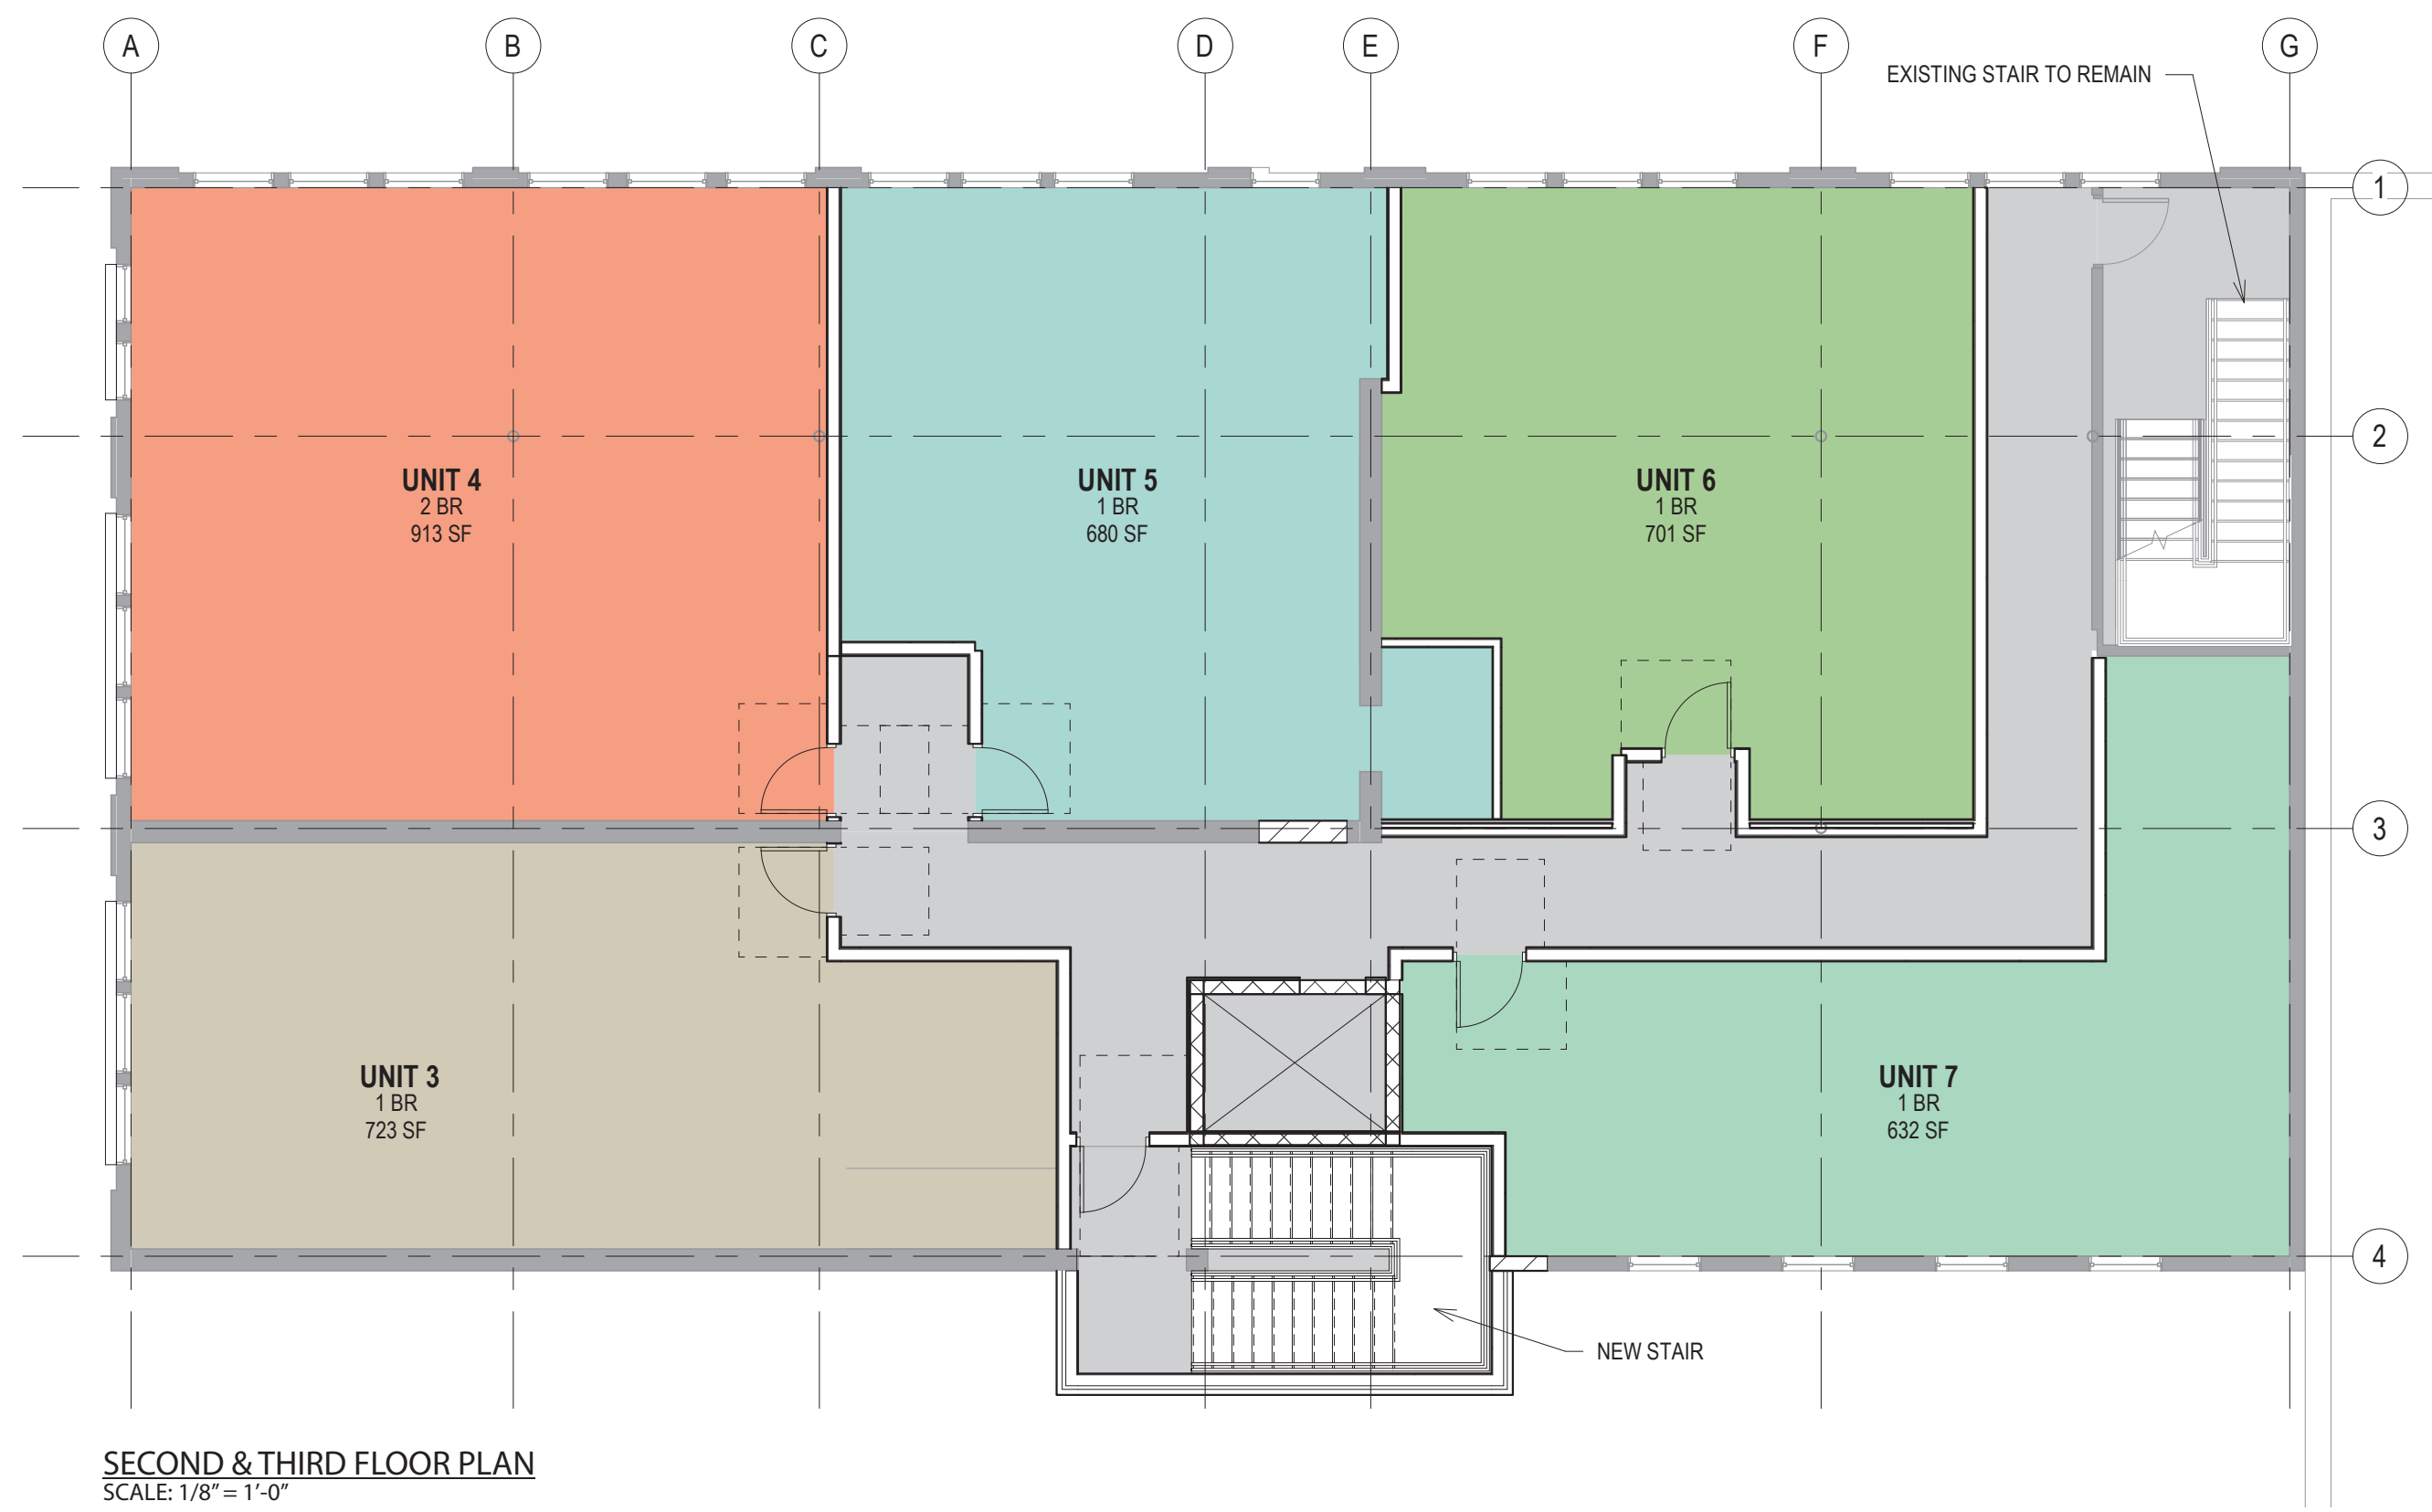 A
B
C
D
E
F
G
EXISTING STAIR TO REMAIN
1
2
UNIT 4
2 BR
913 SF
UNIT 5
1 BR
680 SF
UNIT 6
1 BR
701 SF
3
UNIT 3
1 BR
723 SF
UNIT 7
1 BR
632 SF
4
NEW STAIR
SECOND & THIRD FLOOR PLAN
SCALE: 1/8” = 1’-0”